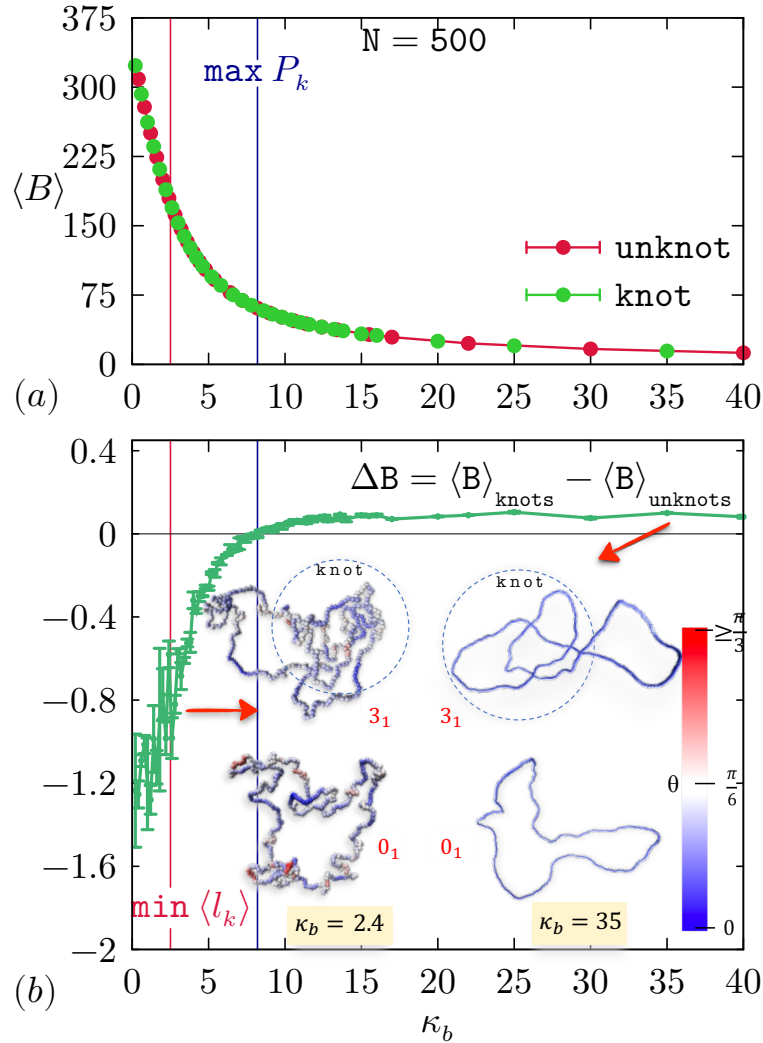 375
300
225
150
75
0
⟨B⟩
N = 500
max P_k
unknot
knot
(a)
0 5 10 15 20 25 30 35 40
0.4
0
−0.4
−0.8
−1.2
−1.6
−2
ΔB = ⟨B⟩_knots − ⟨B⟩_unknots
knot
knot
3_1
3_1
0_1
0_1
≥ π/3
θ
π/6
0
min ⟨l_k⟩
κ_b = 2.4
κ_b = 35
(b)
0 5 10 15 20 25 30 35 40
κ_b